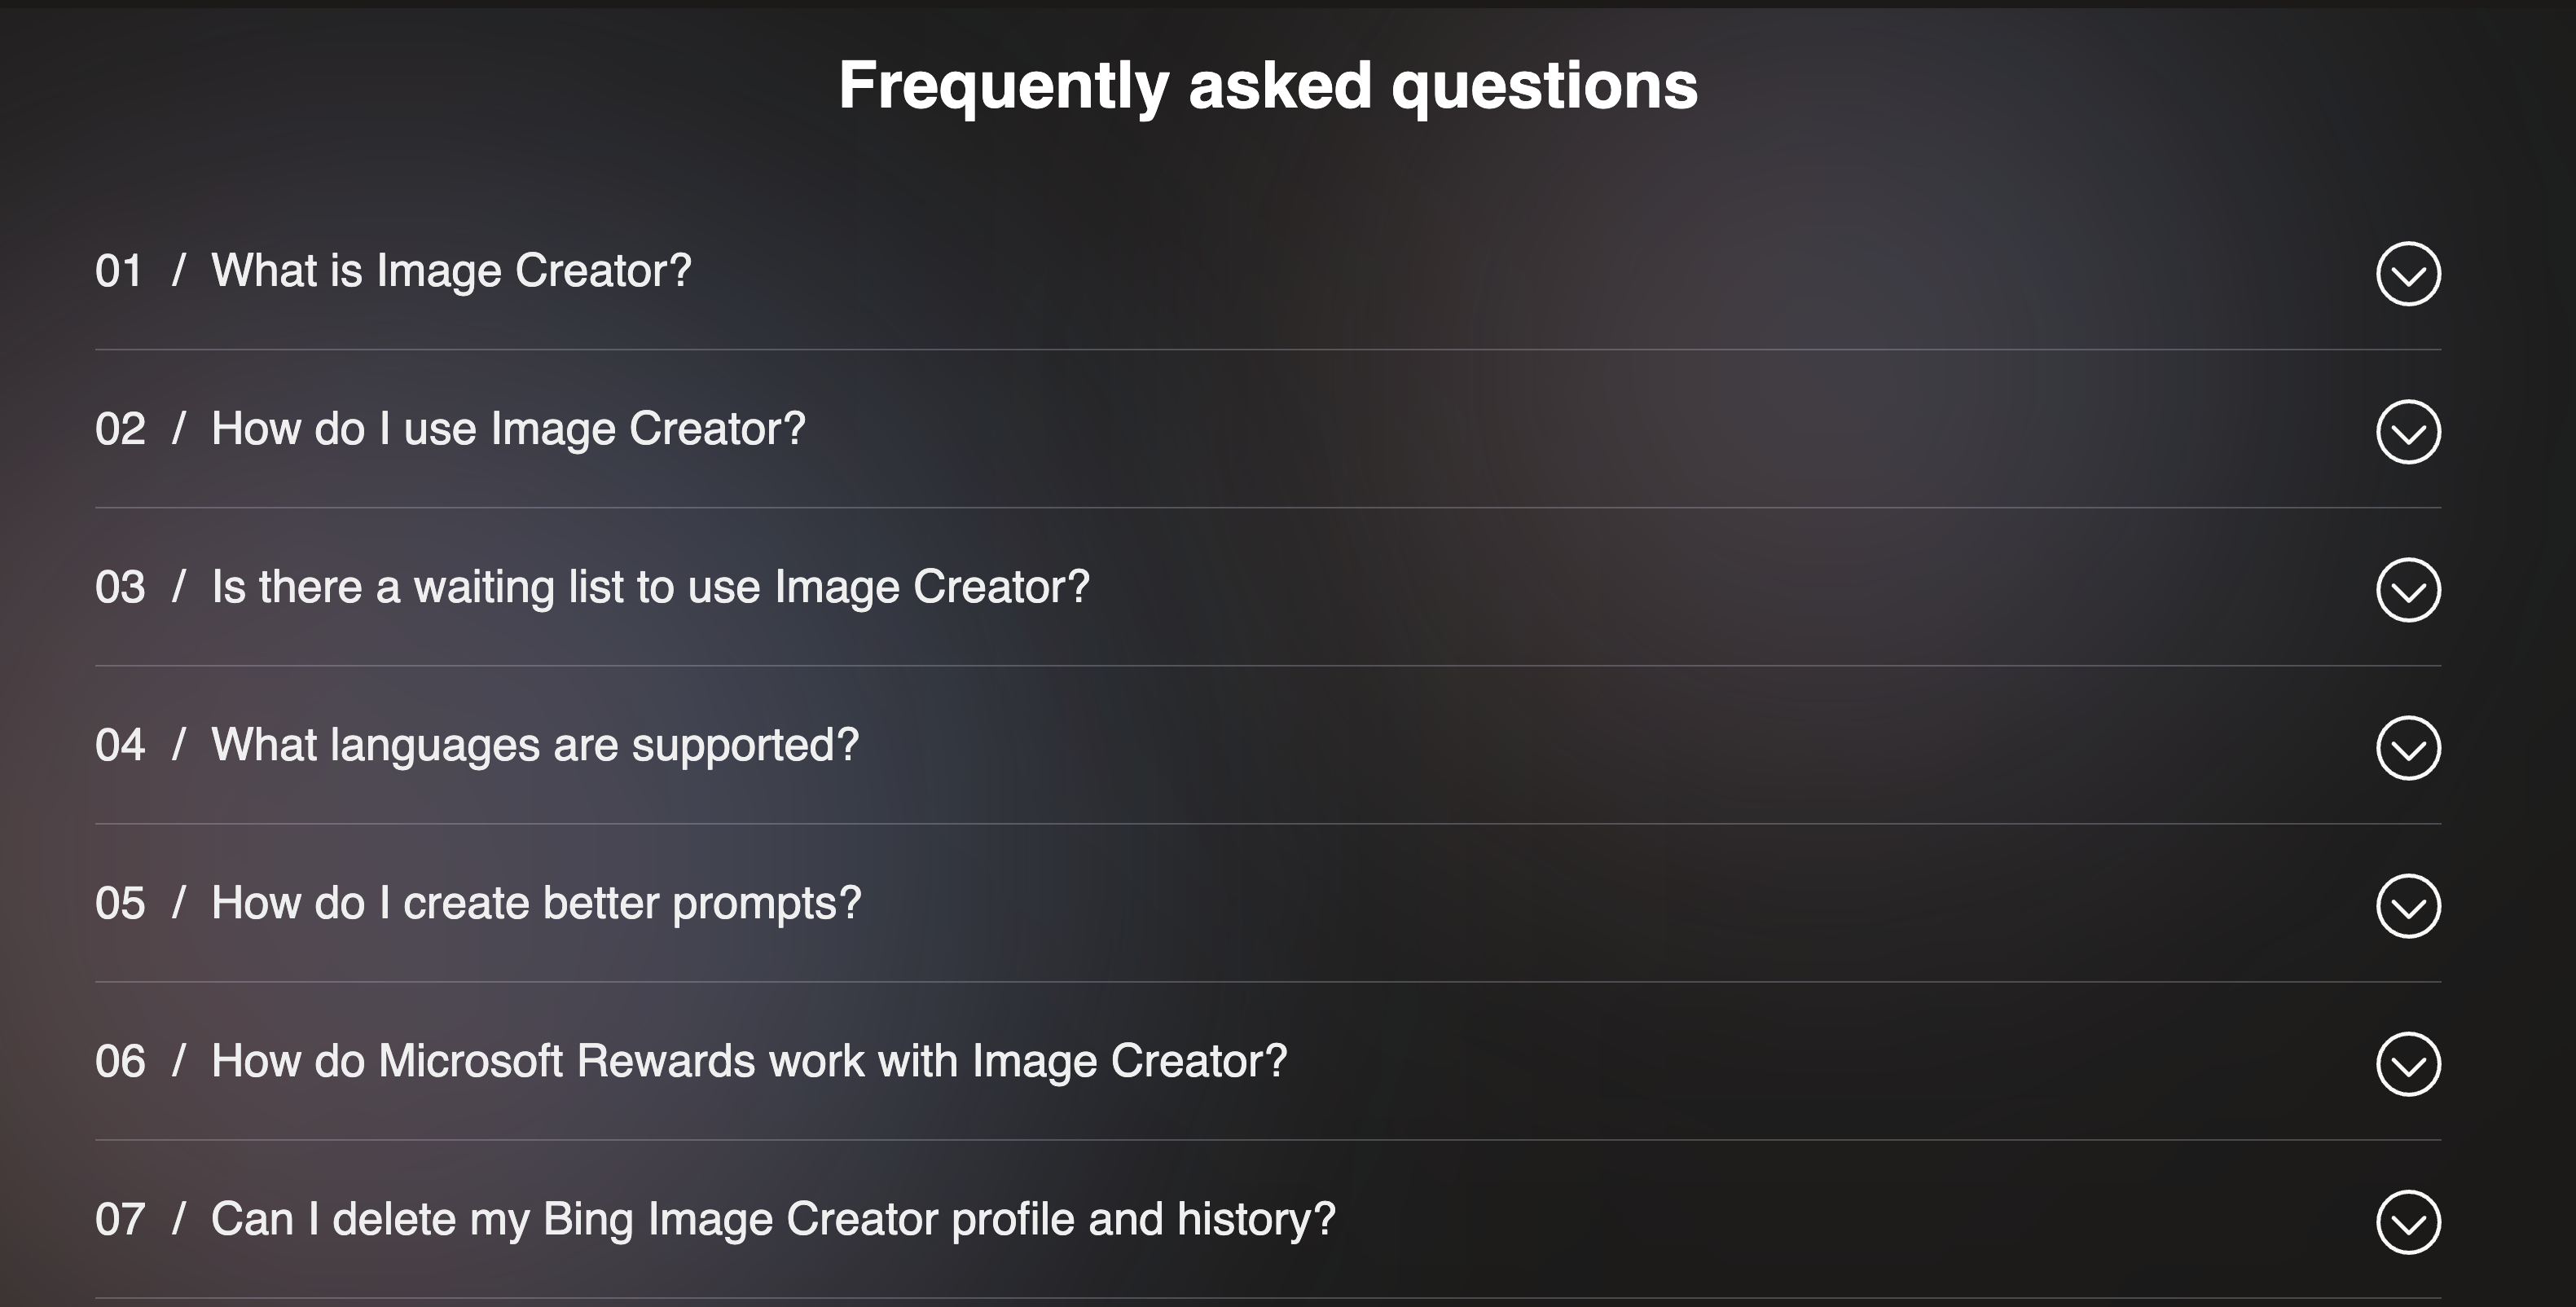 Frequently asked questions
01 / What is Image Creator?
02 / How do I use Image Creator?
03 / Is there a waiting list to use Image Creator?
04 / What languages are supported?
05 / How do I create better prompts?
06 / How do Microsoft Rewards work with Image Creator?
07 / Can I delete my Bing Image Creator profile and history?